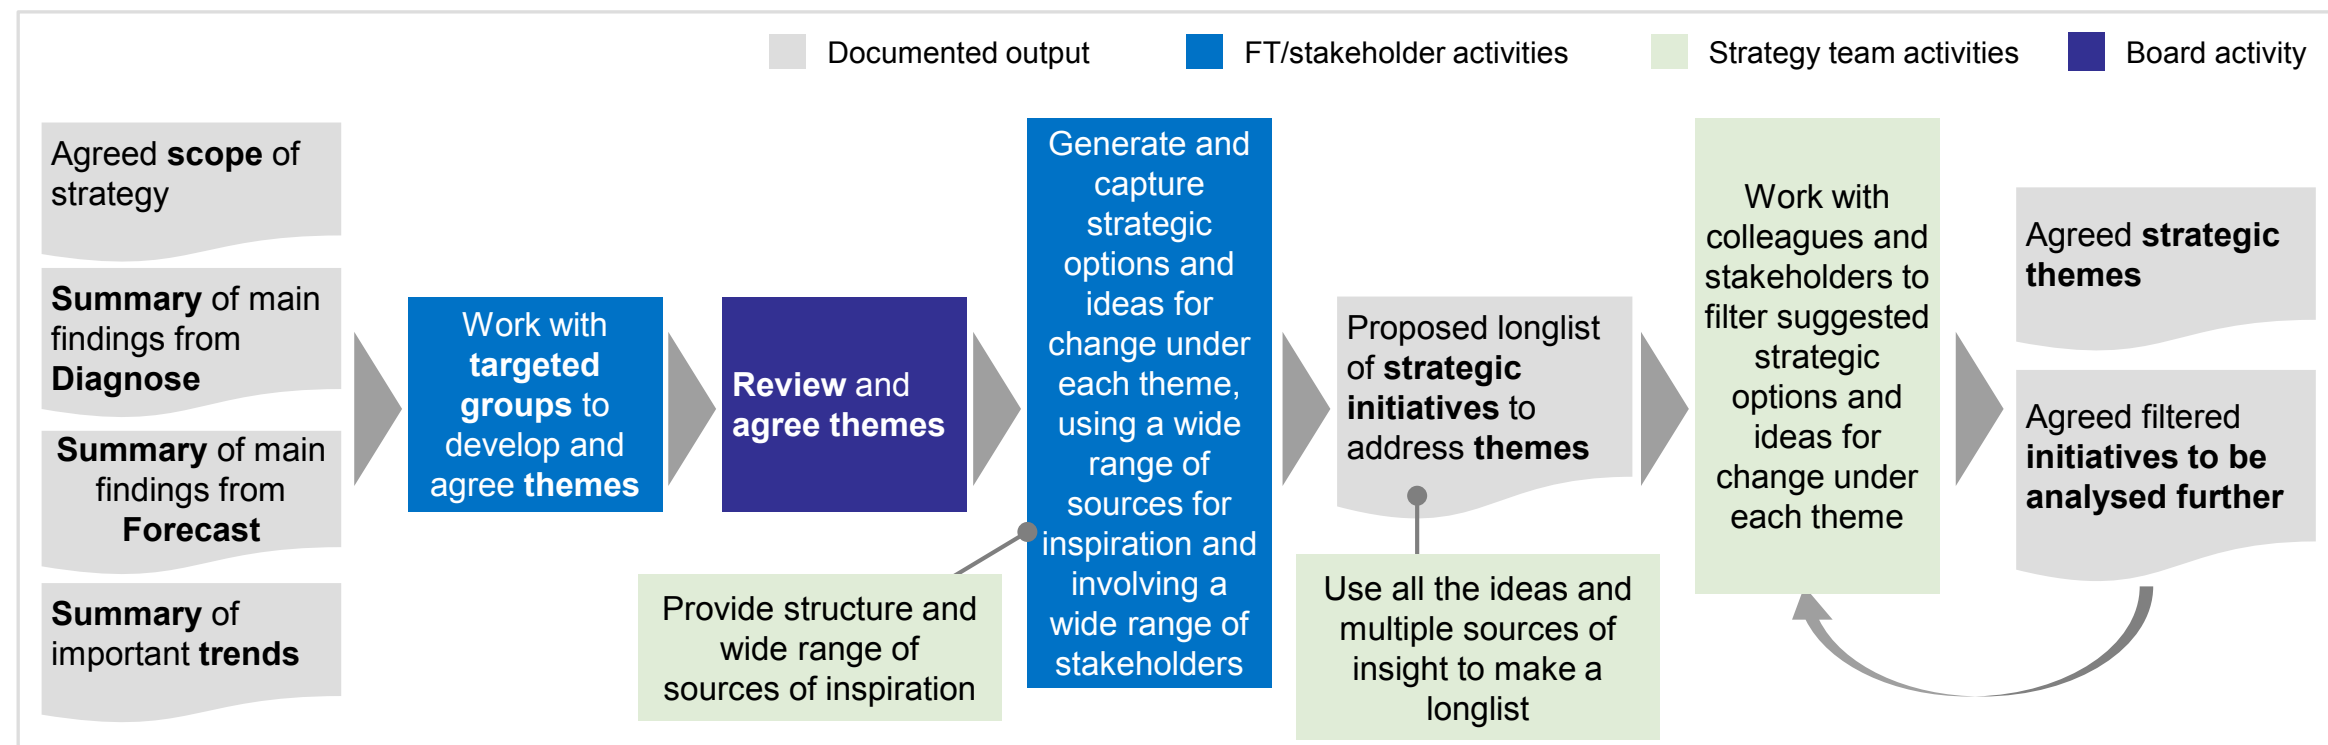 Documented output
FT/stakeholder activities
Strategy team activities
Board activity
Agreed scope of
strategy
Summary of main
findings from
Diagnose
Summary of main
findings from
Forecast
Summary of
important trends
Work with
targeted
groups to
develop and
agree themes
Review and
agree themes
Generate and
capture
strategic
options and
ideas for
change under
each theme,
using a wide
range of
sources for
inspiration and
involving a
wide range of
stakeholders
Provide structure and
wide range of
sources of inspiration
Proposed longlist
of strategic
initiatives to
address themes
Use all the ideas and
multiple sources of
insight to make a
longlist
Work with
colleagues and
stakeholders to
filter suggested
strategic
options and
ideas for
change under
each theme
Agreed strategic
themes
Agreed filtered
initiatives to be
analysed further